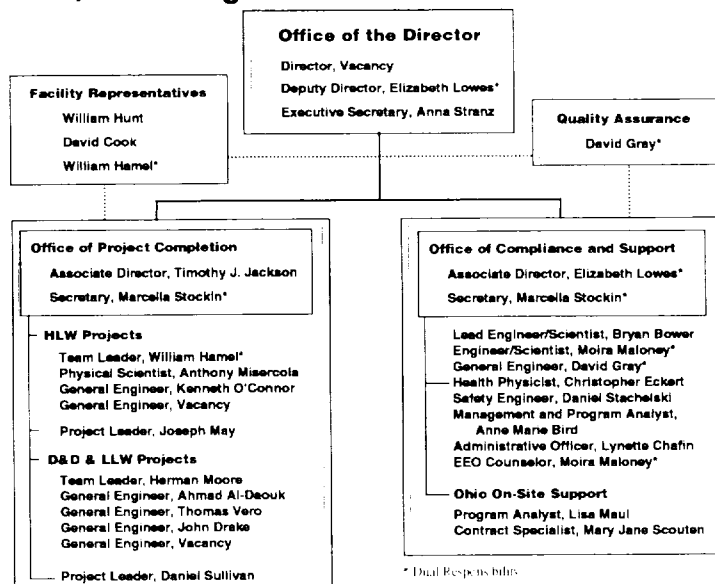 Office of the Director
Director, Vacancy
Deputy Director, Elizabeth Lowes*
Executive Secretary, Anna Stranz
Facility Representatives
William Hunt
David Cook
William Hamel*
Quality Assurance
David Gray*
Office of Project Completion
Associate Director, Timothy J. Jackson
Secretary, Marcella Stockin*
HLW Projects
Team Leader, William Hamel*
Physical Scientist, Anthony Misercola
General Engineer, Kenneth O'Connor
General Engineer, Vacancy
Project Leader, Joseph May
D&D & LLW Projects
Team Leader, Herman Moore
General Engineer, Ahmad Al-Daouk
General Engineer, Thomas Vero
General Engineer, John Drake
General Engineer, Vacancy
Project Leader, Daniel Sullivan
Office of Compliance and Support
Associate Director, Elizabeth Lowes*
Secretary, Marcella Stockin*
Lead Engineer/Scientist, Bryan Bower
Engineer/Scientist, Moira Maloney*
General Engineer, David Gray*
Health Physicist, Christopher Eckert
Safety Engineer, Daniel Stachelski
Management and Program Analyst,
Anne Marie Bird
Administrative Officer, Lynette Chafin
EEO Counselor, Moira Maloney*
Ohio On-Site Support
Program Analyst, Lisa Maul
Contract Specialist, Mary Jane Scouten
* Dual Responsibility